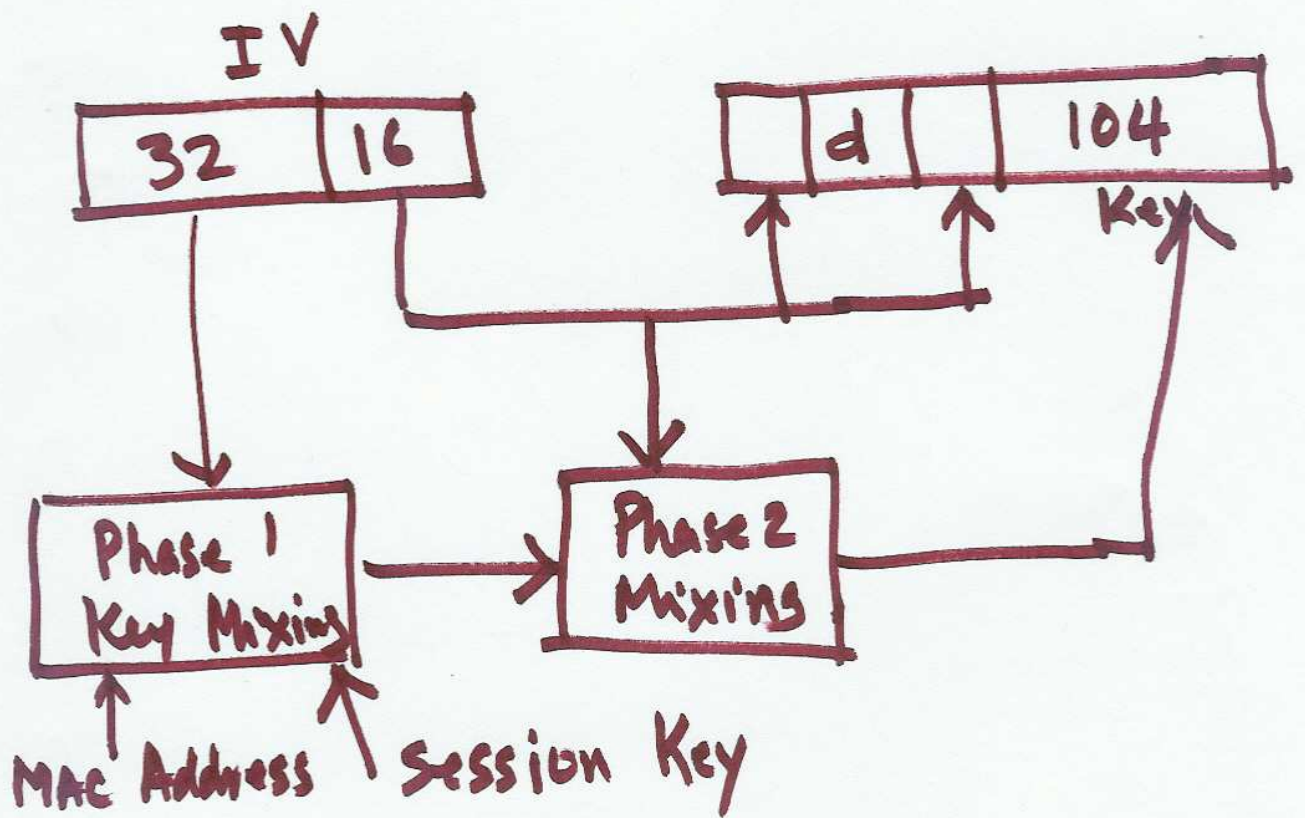 IV
32 16
d 104
Key
Phase 1
Key Mixing
Phase 2
Mixing
MAC Address Session Key